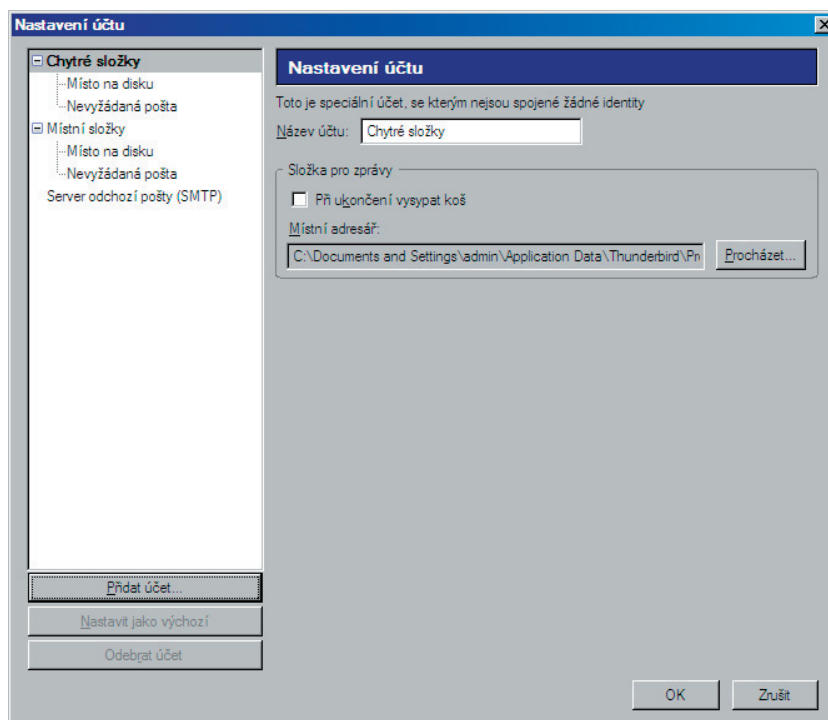 Nastavení účtu
Chytré složky
Místo na disku
Nevyžádaná pošta
Místní složky
Místo na disku
Nevyžádaná pošta
Server odchozí pošty (SMTP)
Přidat účet...
Nastavit jako výchozí
Odebrat účet
Nastavení účtu
Toto je speciální účet, se kterým nejsou spojené žádné identity
Název účtu: Chytré složky
Složka pro zprávy
Při ukončení vysypat koš
Místní adresář:
C:\Documents and Settings\admin\Application Data\Thunderbird\Pr Procházet...
OK Zrušit